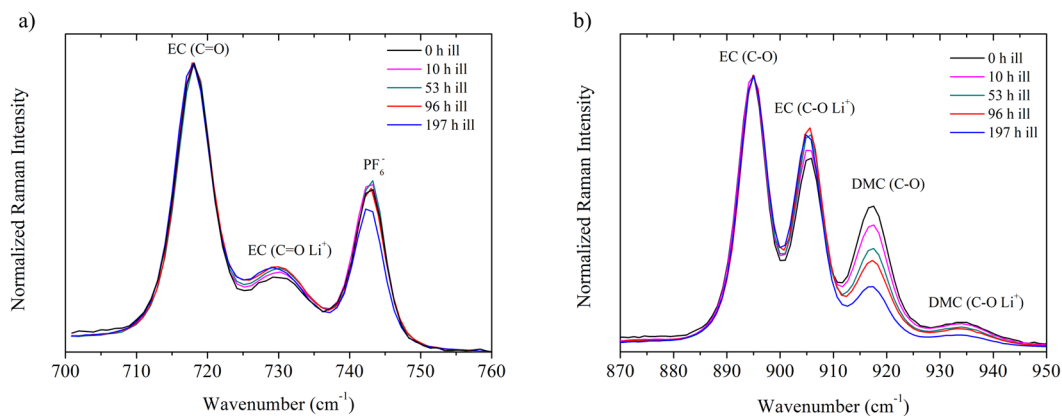 a)
EC (C=O)
0 h ill
10 h ill
53 h ill
96 h ill
197 h ill
PF6-
EC (C=O Li+)
Normalized Raman Intensity
700 710 720 730 740 750 760
Wavenumber (cm-1)
b)
EC (C-O)
0 h ill
10 h ill
53 h ill
96 h ill
197 h ill
EC (C-O Li+)
DMC (C-O)
DMC (C-O Li+)
Normalized Raman Intensity
870 880 890 900 910 920 930 940 950
Wavenumber (cm-1)